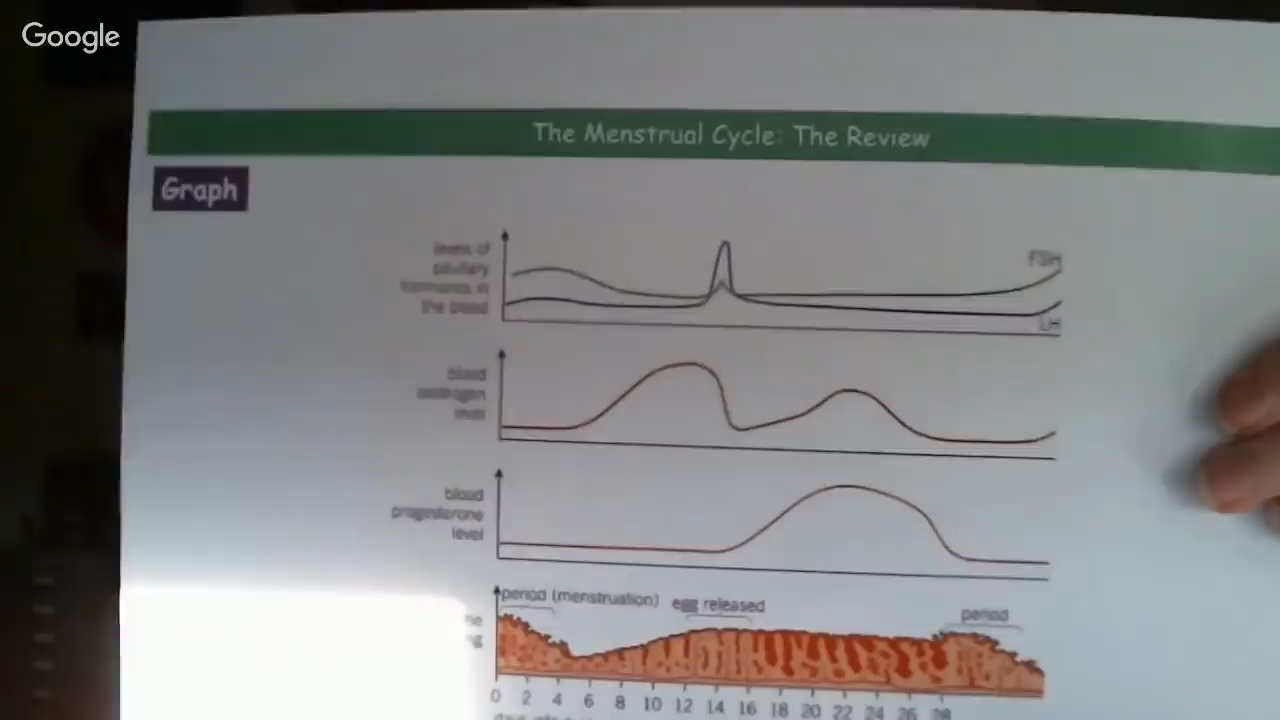 Google
The Menstrual Cycle: The Review
Graph
levels of
pituitary
hormones in
the blood
FSH
LH
blood
oestrogen
level
blood
progesterone
level
period (menstruation)
egg released
period
0 2 4 6 8 10 12 14 16 18 20 22 24 26 28